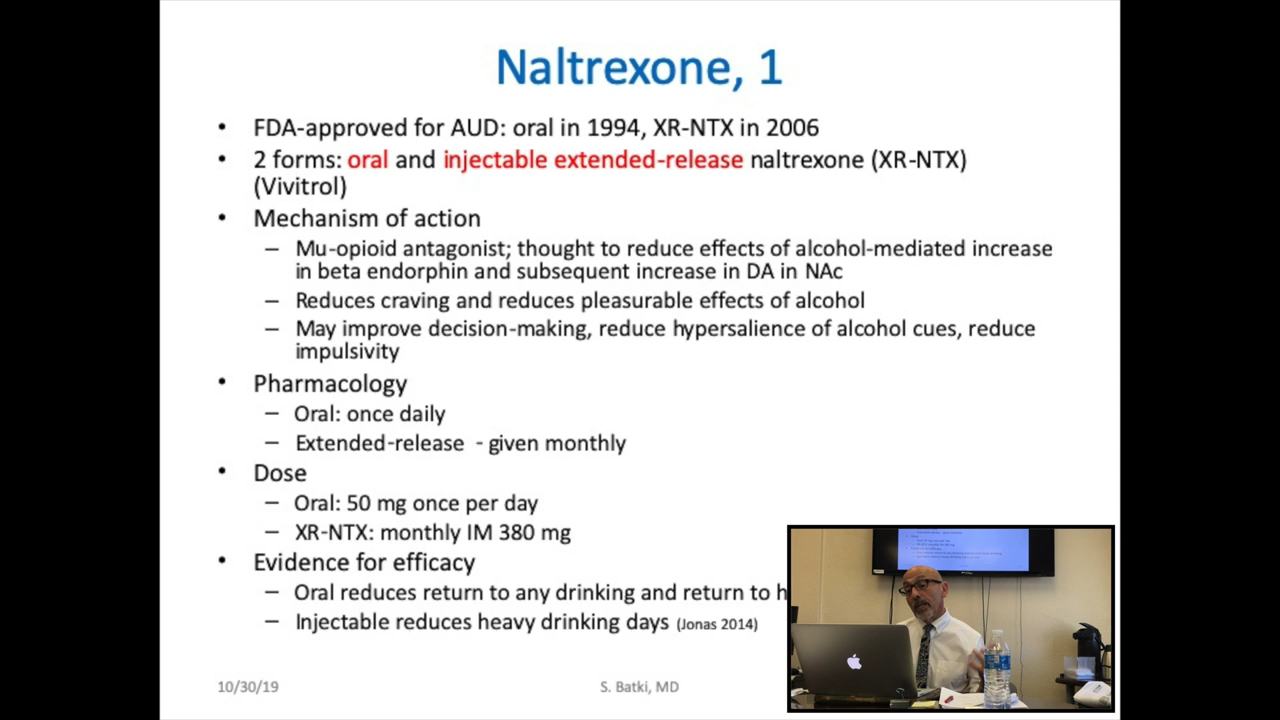 Naltrexone, 1
• FDA-approved for AUD: oral in 1994, XR-NTX in 2006
• 2 forms: oral and injectable extended-release naltrexone (XR-NTX)
(Vivitrol)
• Mechanism of action
– Mu-opioid antagonist; thought to reduce effects of alcohol-mediated increase
in beta endorphin and subsequent increase in DA in NAc
– Reduces craving and reduces pleasurable effects of alcohol
– May improve decision-making, reduce hypersalience of alcohol cues, reduce
impulsivity
• Pharmacology
– Oral: once daily
– Extended-release - given monthly
• Dose
– Oral: 50 mg once per day
– XR-NTX: monthly IM 380 mg
• Evidence for efficacy
– Oral reduces return to any drinking and return to h
– Injectable reduces heavy drinking days (Jonas 2014)
10/30/19
S. Batki, MD